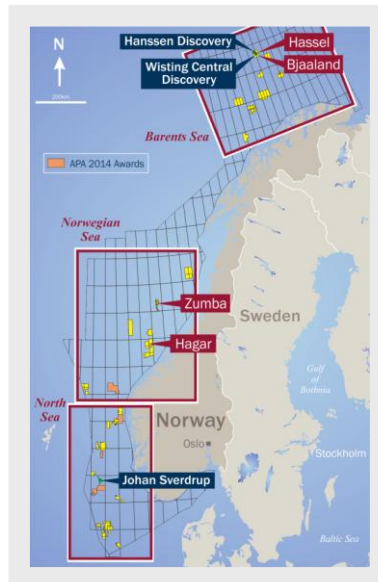 N
200km
Hanssen Discovery
Hassel
Wisting Central
Discovery
Bjaaland
Barents Sea
APA 2014 Awards
Norwegian
Sea
Zumba
Sweden
Hagar
Gulf
of
Bothnia
North
Sea
Norway
Oslo
Stockholm
Johan Sverdrup
Baltic Sea